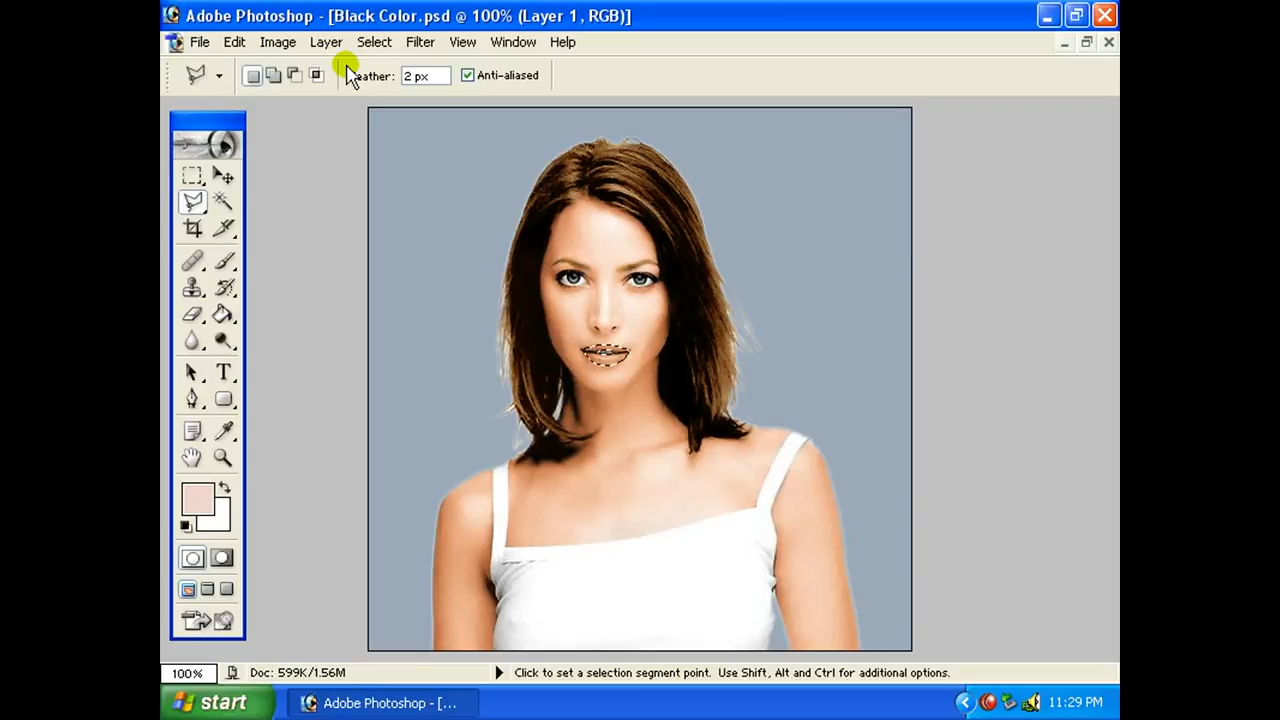 Adobe Photoshop - [Black Color.psd @ 100% (Layer 1, RGB)]
File Edit Image Layer Select Filter View Window Help
eather: 2 px Anti-aliased
T
100% Doc: 599K/1.56M Click to set a selection segment point. Use Shift, Alt and Ctrl for additional options.
start Adobe Photoshop - [... 11:29 PM